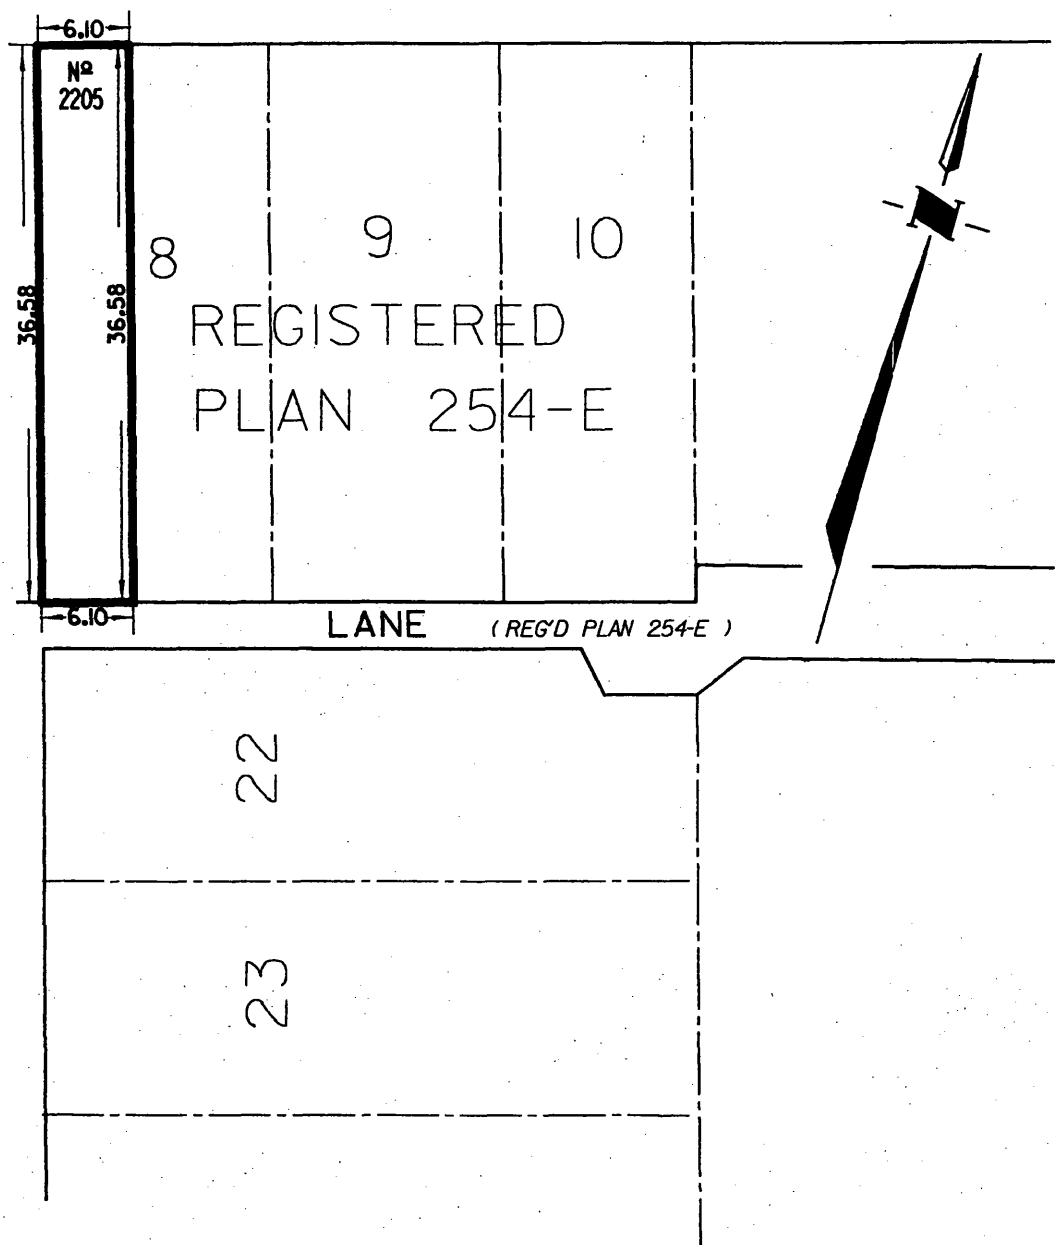 6.10
Nº
2205
36.58
36.58
8
9
10
REGISTERED
PLAN 254-E
N
6.10
LANE (REG'D PLAN 254-E)
22
23